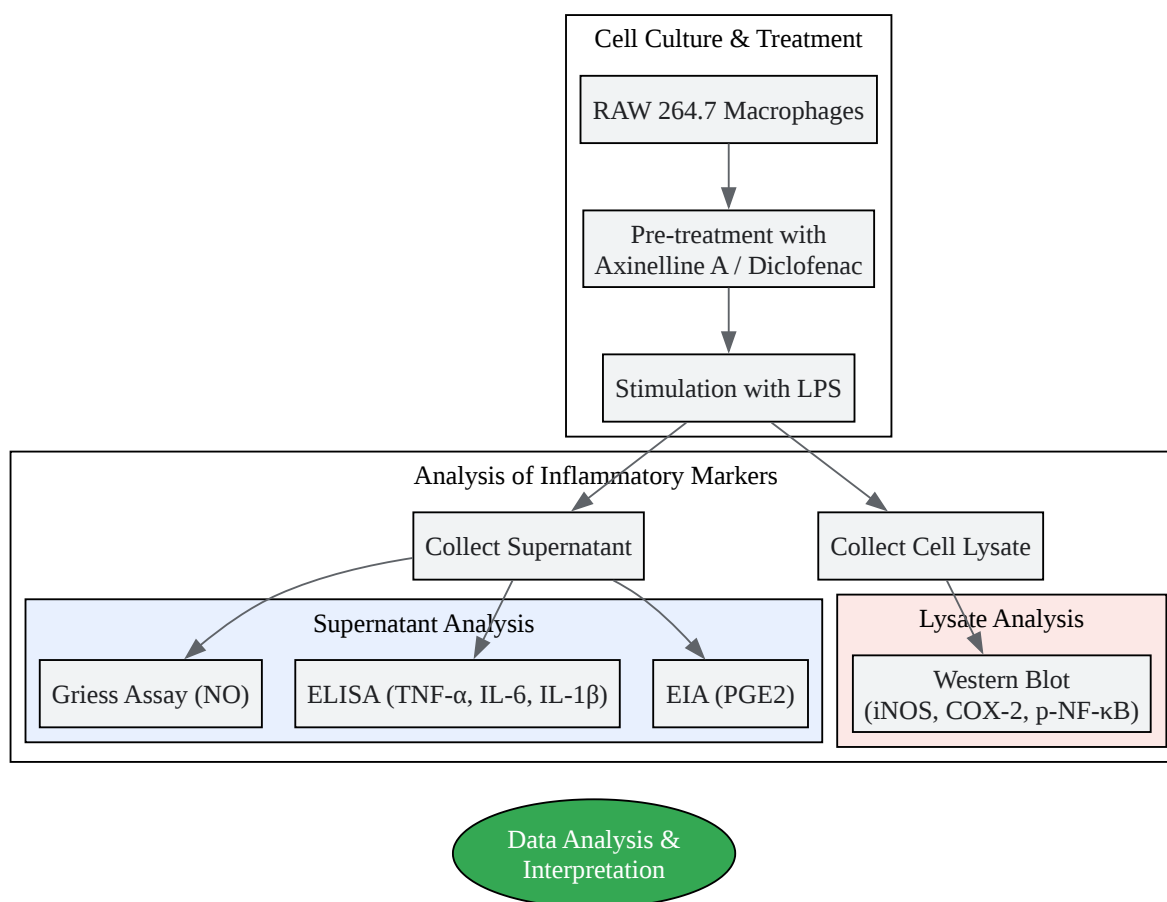 Cell Culture & Treatment
RAW 264.7 Macrophages
Pre-treatment with
Axinelline A / Diclofenac
Stimulation with LPS
Analysis of Inflammatory Markers
Collect Supernatant
Collect Cell Lysate
Supernatant Analysis
Lysate Analysis
Griess Assay (NO)
ELISA (TNF-α, IL-6, IL-1β)
EIA (PGE2)
Western Blot
(iNOS, COX-2, p-NF-κB)
Data Analysis &
Interpretation